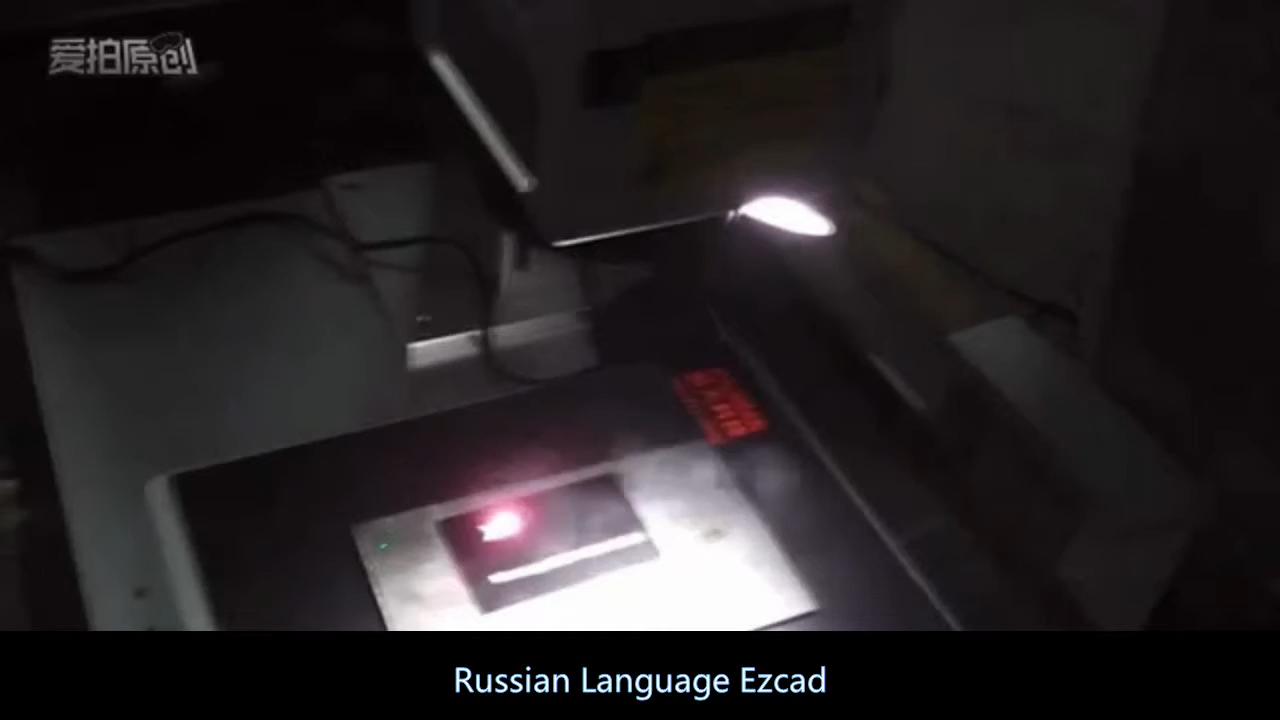 爱拍原创
Russian Language Ezcad